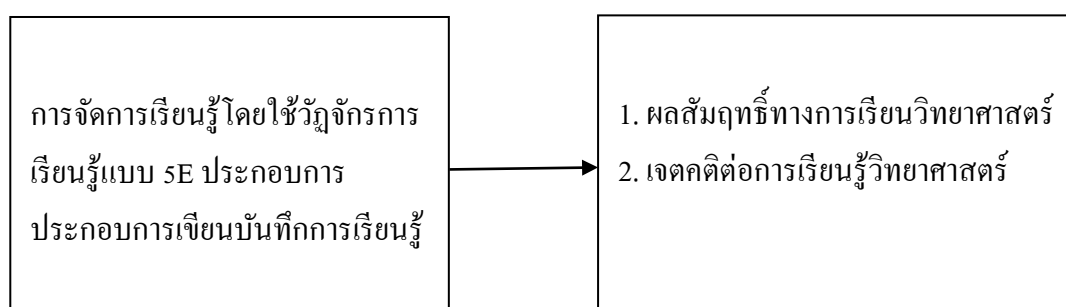 การจัดการเรียนรู้โดยใช้วัฏจักรการ
เรียนรู้แบบ 5E ประกอบการ
ประกอบการเขียนบันทึกการเรียนรู้
1. ผลสัมฤทธิ์ทางการเรียนวิทยาศาสตร์
2. เจตคติต่อการเรียนรู้วิทยาศาสตร์